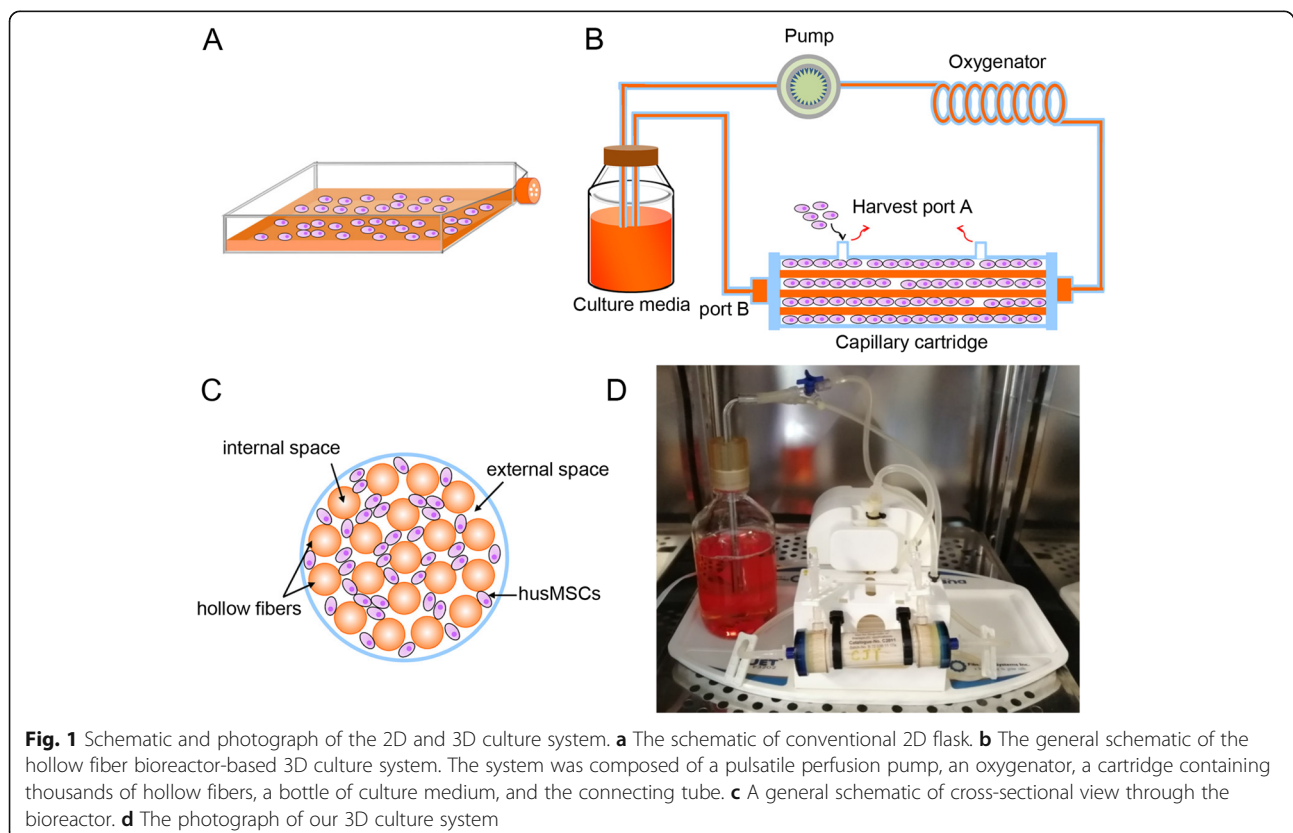 A
B
Pump
Oxygenator
Harvest port A
Culture media
port B
Capillary cartridge
C
internal space
external space
hollow fibers
husMSCs
D
CJY
JET
Fig. 1 Schematic and photograph of the 2D and 3D culture system. a The schematic of conventional 2D flask. b The general schematic of the
hollow fiber bioreactor-based 3D culture system. The system was composed of a pulsatile perfusion pump, an oxygenator, a cartridge containing
thousands of hollow fibers, a bottle of culture medium, and the connecting tube. c A general schematic of cross-sectional view through the
bioreactor. d The photograph of our 3D culture system